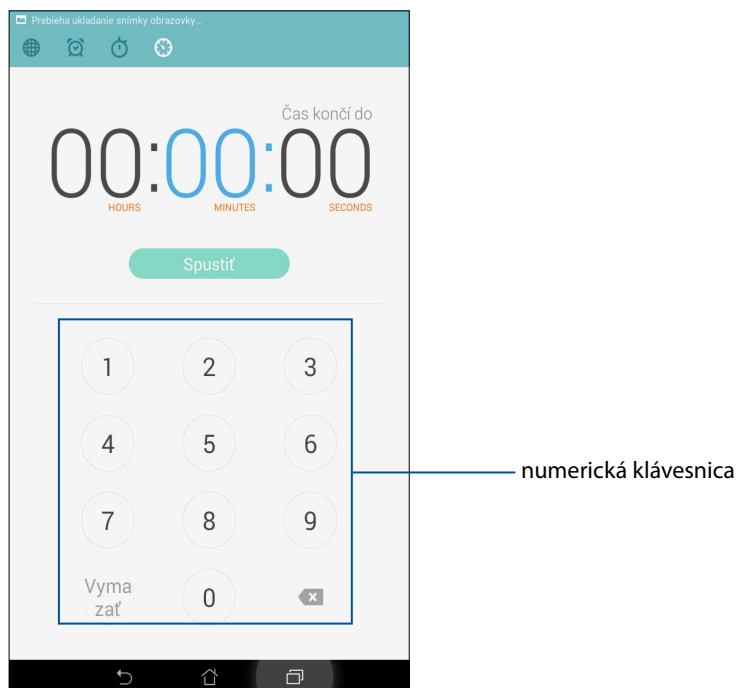 Prebieha ukladanie snímky obrazovky...
Čas končí do
00:00:00
HOURS MINUTES SECONDS
Spustiť
1 2 3
4 5 6
numerická klávesnica
7 8 9
Vyma
zať
0